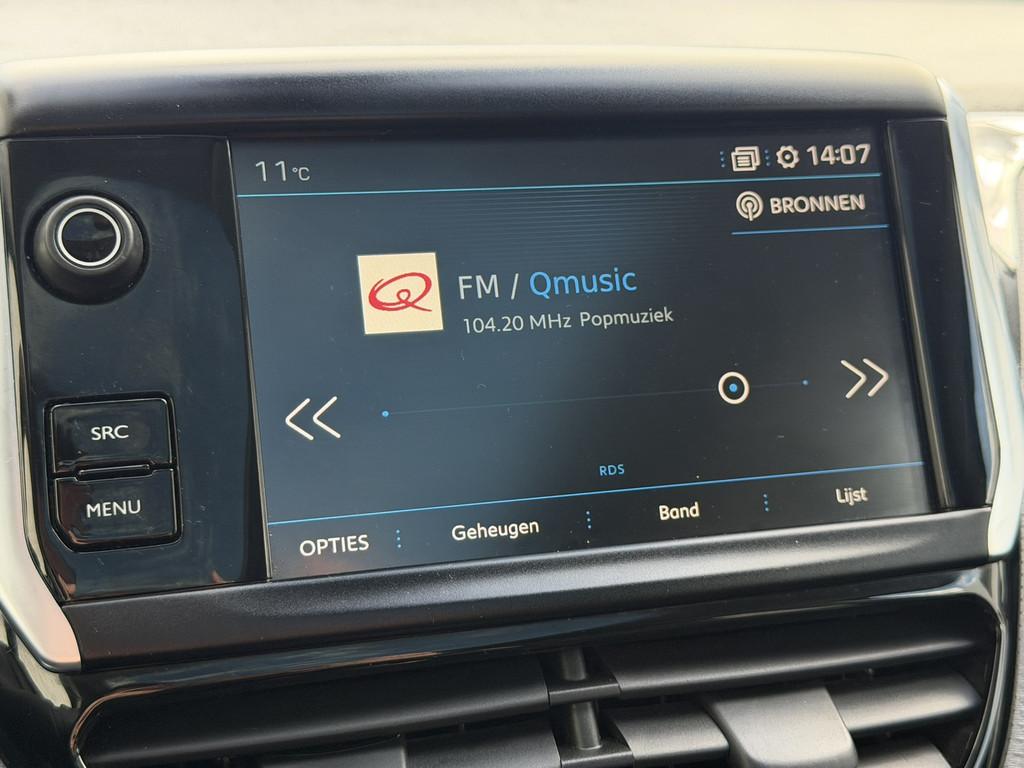 11°C 14:07
BRONNEN
FM / Qmusic
104.20 MHz Popmuziek
SRC
RDS
MENU
OPTIES Geheugen Band Lijst